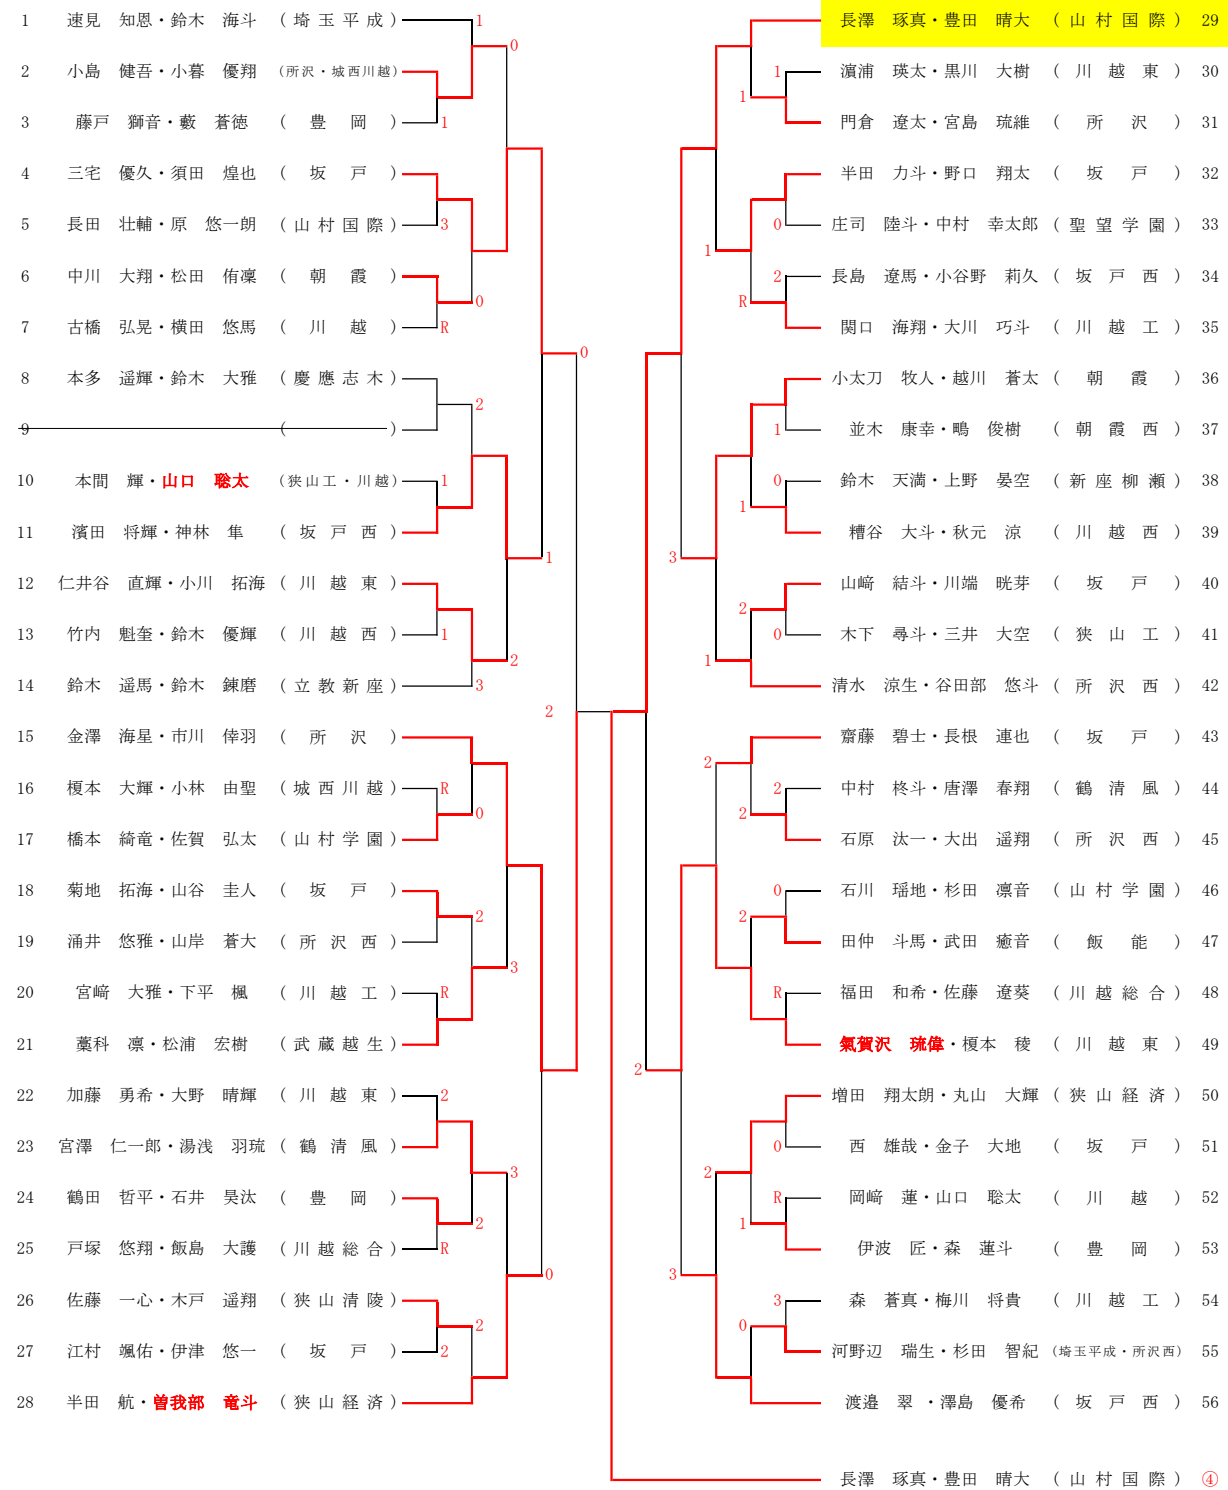 1 速見 知恩・鈴木 海斗 (埼玉平成) 1
0
2 小島 健吾・小暮 優翔 (所沢・城西川越)
3 藤戸 獅音・藪 蒼徳 (豊岡) 1
4 三宅 優久・須田 煌也 (坂戸)
5 長田 壮輔・原 悠一朗 (山村国際) 3
6 中川 大翔・松田 侑凜 (朝霞)
0
7 古橋 弘晃・横田 悠馬 (川越) R
0
8 本多 遥輝・鈴木 大雅 (慶應志木)
2
9 ( )
10 本間 輝・山口 聡太 (狭山工・川越) 1
11 濱田 将輝・神林 隼 (坂戸西)
1
12 仁井谷 直輝・小川 拓海 (川越東)
13 竹内 魁奎・鈴木 優輝 (川越西) 1
2
14 鈴木 遥馬・鈴木 錬磨 (立教新座) 3
2
15 金澤 海星・市川 倖羽 (所沢)
16 榎本 大輝・小林 由聖 (城西川越) R
0
17 橋本 綺竜・佐賀 弘太 (山村学園)
18 菊地 拓海・山谷 圭人 (坂戸)
2
19 涌井 悠雅・山岸 蒼大 (所沢西)
3
20 宮﨑 大雅・下平 楓 (川越工) R
21 藁科 凛・松浦 宏樹 (武蔵越生)
22 加藤 勇希・大野 晴輝 (川越東) 2
23 宮澤 仁一郎・湯浅 羽琉 (鶴清風)
3
24 鶴田 哲平・石井 昊汰 (豊岡)
2
25 戸塚 悠翔・飯島 大護 (川越総合) R
0
26 佐藤 一心・木戸 遥翔 (狭山清陵)
2
27 江村 颯佑・伊津 悠一 (坂戸) 2
28 半田 航・曽我部 竜斗 (狭山経済)
長澤 琢真・豊田 晴大 (山村国際) 29
1 濵浦 瑛太・黒川 大樹 (川越東) 30
1
門倉 遼太・宮島 琉維 (所沢) 31
半田 力斗・野口 翔太 (坂戸) 32
0 庄司 陸斗・中村 幸太郎 (聖望学園) 33
1
2 長島 遼馬・小谷野 莉久 (坂戸西) 34
R
関口 海翔・大川 巧斗 (川越工) 35
小太刀 牧人・越川 蒼太 (朝霞) 36
1 並木 康幸・鴫 俊樹 (朝霞西) 37
0 鈴木 天満・上野 晏空 (新座柳瀬) 38
1
糟谷 大斗・秋元 涼 (川越西) 39
3
山﨑 結斗・川端 晄芽 (坂戸) 40
2
0 木下 尋斗・三井 大空 (狭山工) 41
1
清水 涼生・谷田部 悠斗 (所沢西) 42
齋藤 碧士・長根 連也 (坂戸) 43
2
2 中村 柊斗・唐澤 春翔 (鶴清風) 44
2
石原 汰一・大出 遥翔 (所沢西) 45
0 石川 瑶地・杉田 凛音 (山村学園) 46
2
田仲 斗馬・武田 癒音 (飯能) 47
R 福田 和希・佐藤 遼葵 (川越総合) 48
氣賀沢 琉偉・榎本 稜 (川越東) 49
2
増田 翔太朗・丸山 大輝 (狭山経済) 50
0 西 雄哉・金子 大地 (坂戸) 51
2
R 岡﨑 蓮・山口 聡太 (川越) 52
1
伊波 匠・森 蓮斗 (豊岡) 53
3
3 森 蒼真・梅川 将貴 (川越工) 54
0
河野辺 瑞生・杉田 智紀 (埼玉平成・所沢西) 55
渡邉 翠・澤島 優希 (坂戸西) 56
長澤 琢真・豊田 晴大 (山村国際) ④